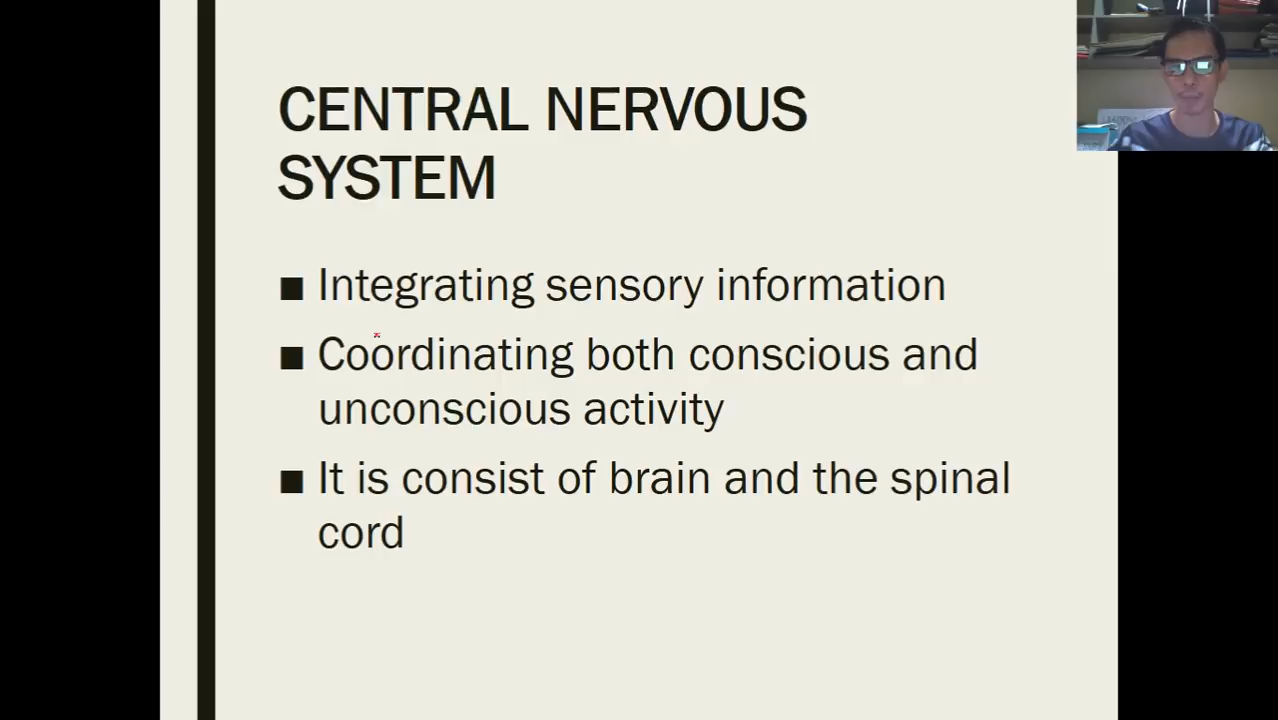 CENTRAL NERVOUS
SYSTEM
■ Integrating sensory information
■ Coordinating both conscious and
unconscious activity
■ It is consist of brain and the spinal
cord